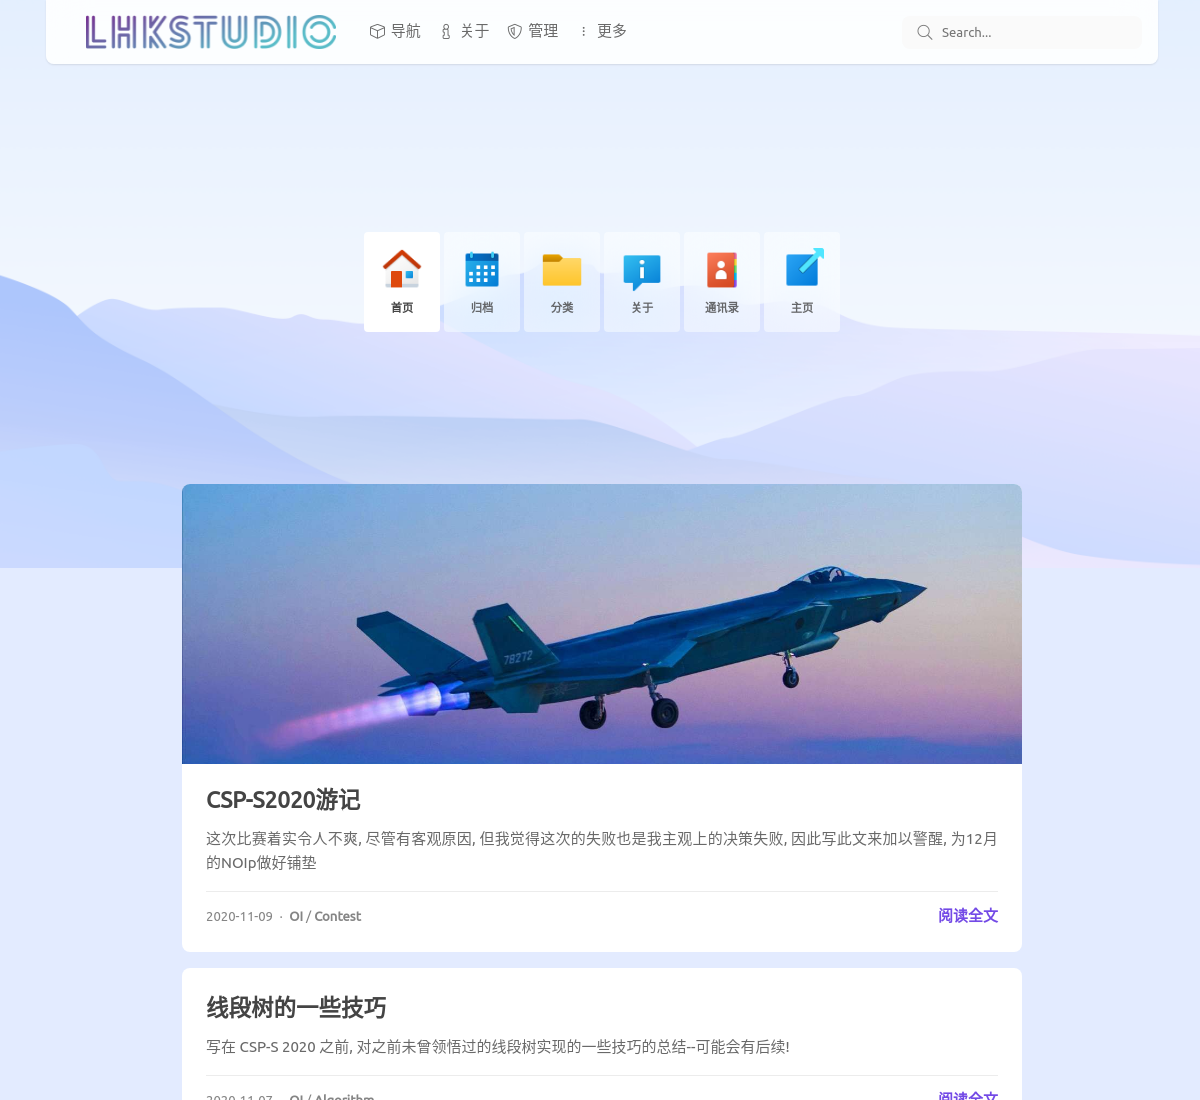 LHKSTUDIO
导航
关于
管理
更多
Search...
首页
归档
分类
关于
通讯录
主页
78272
CSP-S2020游记
这次比赛着实令人不爽, 尽管有客观原因, 但我觉得这次的失败也是我主观上的决策失败, 因此写此文来加以警醒, 为12月
的NOIp做好铺垫
2020-11-09 · OI / Contest
阅读全文
线段树的一些技巧
写在 CSP-S 2020 之前, 对之前未曾领悟过的线段树实现的一些技巧的总结--可能会有后续!
2020-11-07 · OI / Algorithm
阅读全文